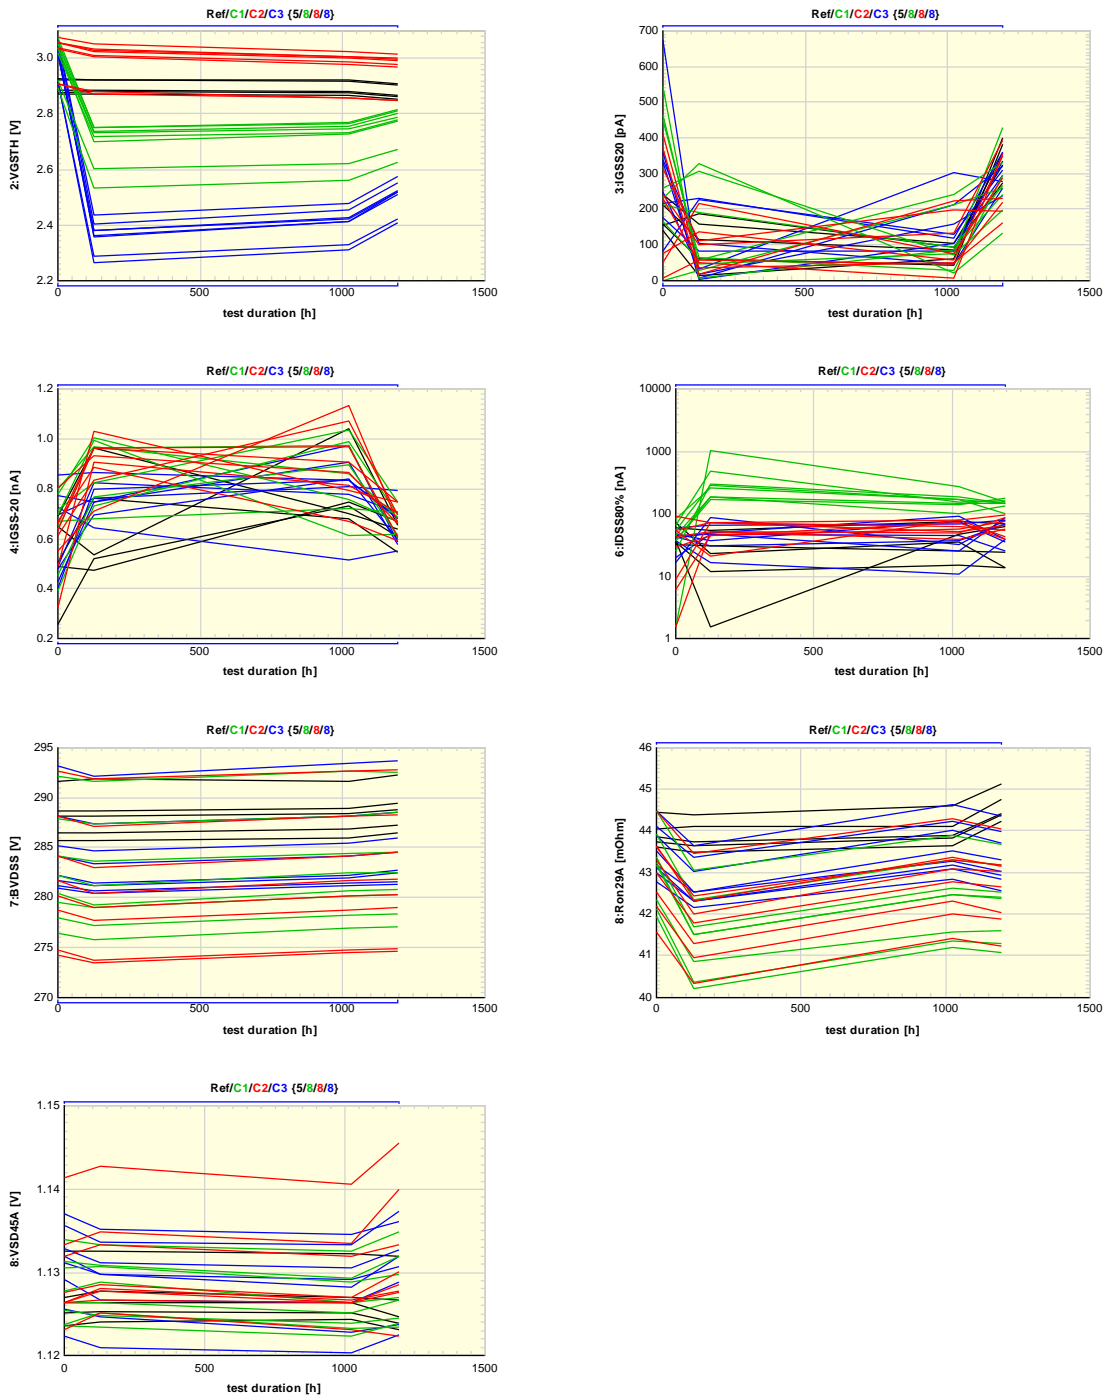 Ref/C1/C2/C3 {5/8/8/8}
3.0
2.8
2.6
2.4
2.2
2:VGSTH [V]
0 500 1000 1500
test duration [h]
Ref/C1/C2/C3 {5/8/8/8}
700
600
500
400
300
200
100
0
3:IGSS20 [pA]
0 500 1000 1500
test duration [h]
Ref/C1/C2/C3 {5/8/8/8}
1.2
1.0
0.8
0.6
0.4
0.2
4:IGSS-20 [nA]
0 500 1000 1500
test duration [h]
Ref/C1/C2/C3 {5/8/8/8}
10000
1000
100
10
1
6:IDSS80% [nA]
0 500 1000 1500
test duration [h]
Ref/C1/C2/C3 {5/8/8/8}
295
290
285
280
275
270
7:BVDSS [V]
0 500 1000 1500
test duration [h]
Ref/C1/C2/C3 {5/8/8/8}
46
45
44
43
42
41
40
8:Ron29A [mOhm]
0 500 1000 1500
test duration [h]
Ref/C1/C2/C3 {5/8/8/8}
1.15
1.14
1.13
1.12
8:VSD45A [V]
0 500 1000 1500
test duration [h]